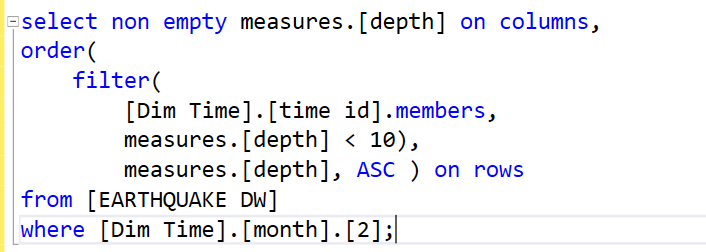 select non empty measures.[depth] on columns,
order(
    filter(
        [Dim Time].[time id].members,
        measures.[depth] < 10),
        measures.[depth], ASC ) on rows
from [EARTHQUAKE DW]
where [Dim Time].[month].[2];